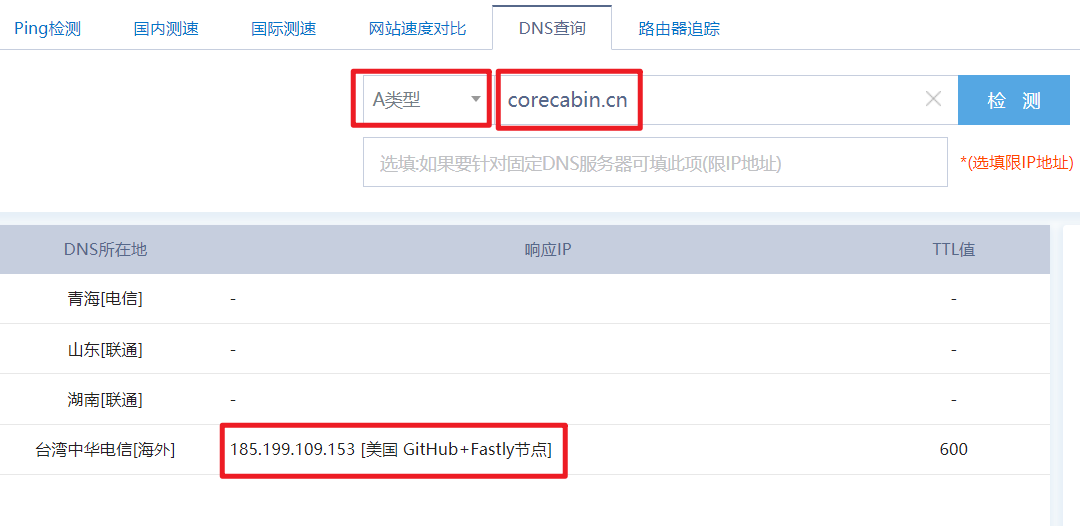 Ping检测 国内测速 国际测速 网站速度对比 DNS查询 路由器追踪
A类型 corecabin.cn 检 测
选填:如果要针对固定DNS服务器可填此项(限IP地址) *(选填限IP地址)
DNS所在地 响应IP TTL值
青海[电信] - -
山东[联通] - -
湖南[联通] - -
台湾中华电信[海外] 185.199.109.153 [美国 GitHub+Fastly节点] 600